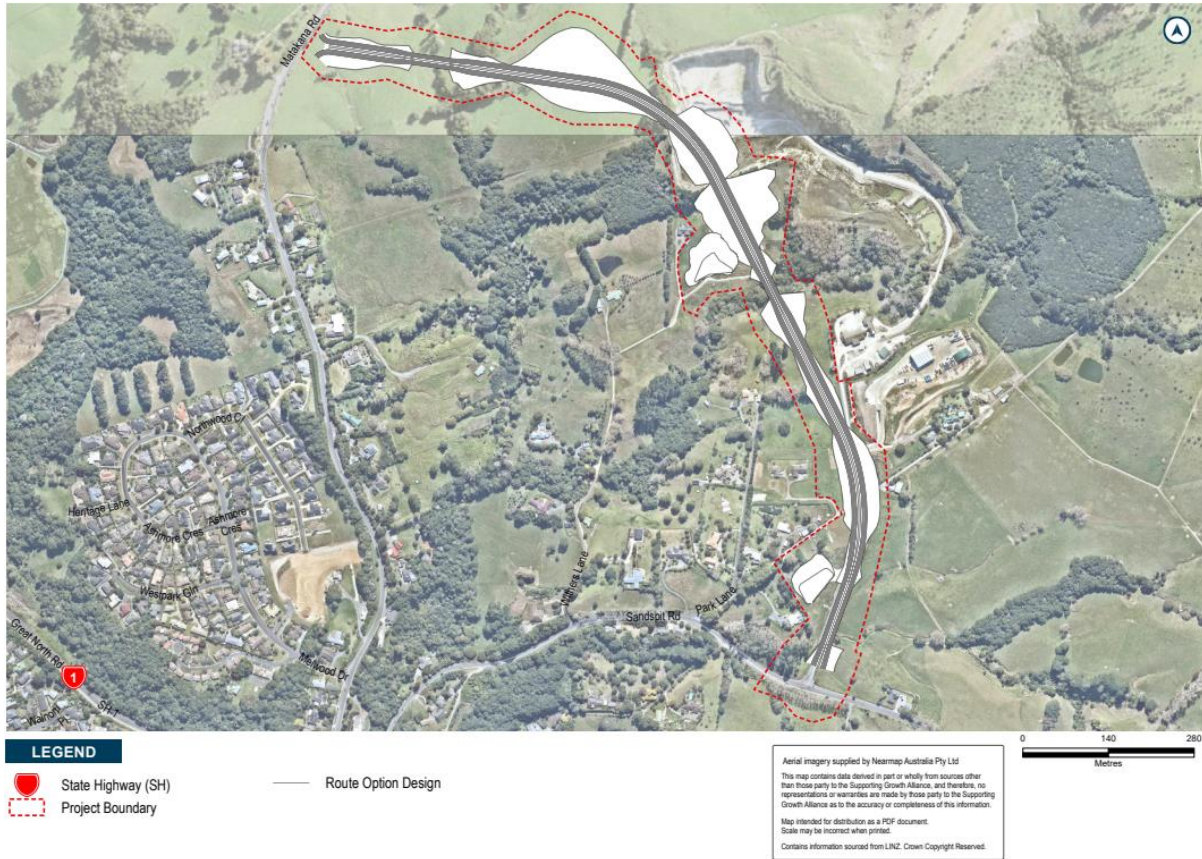 Matakana Rd
Northwood Cr
Heritage Lane
Ashmore Cres
Ashmore
Cres
Westpark Gln
Withers Lane
Park Lane
Sandspit Rd
Great North Rd
Melwood Dr
1
SH-1
LEGEND
State Highway (SH)
Route Option Design
Project Boundary
Aerial imagery supplied by Nearmap Australia Pty Ltd
This map contains data derived in part or wholly from sources other
than those party to the Supporting Growth Alliance, and therefore, no
representations or warranties are made by those party to the Supporting
Growth Alliance as to the accuracy or completeness of this information.
Map intended for distribution as a PDF document.
Scale may be incorrect when printed.
Contains information sourced from LINZ. Crown Copyright Reserved.
0 140 280
Metres